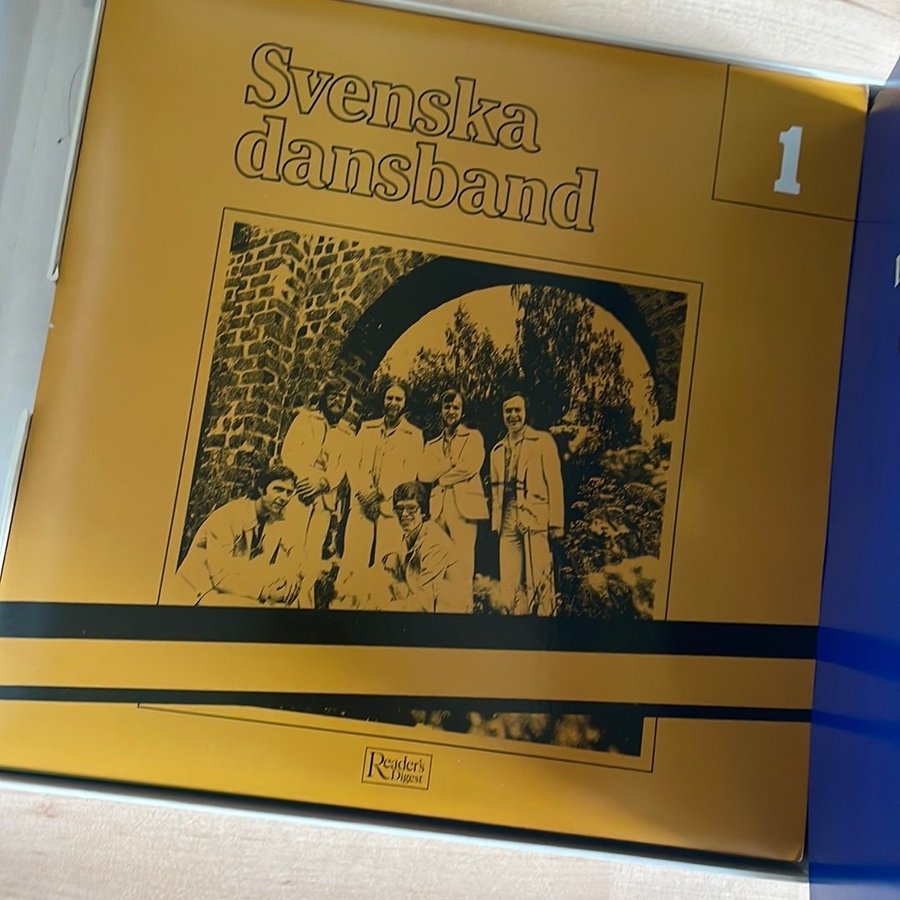 Svenska
dansband
1
Reader's
Digest